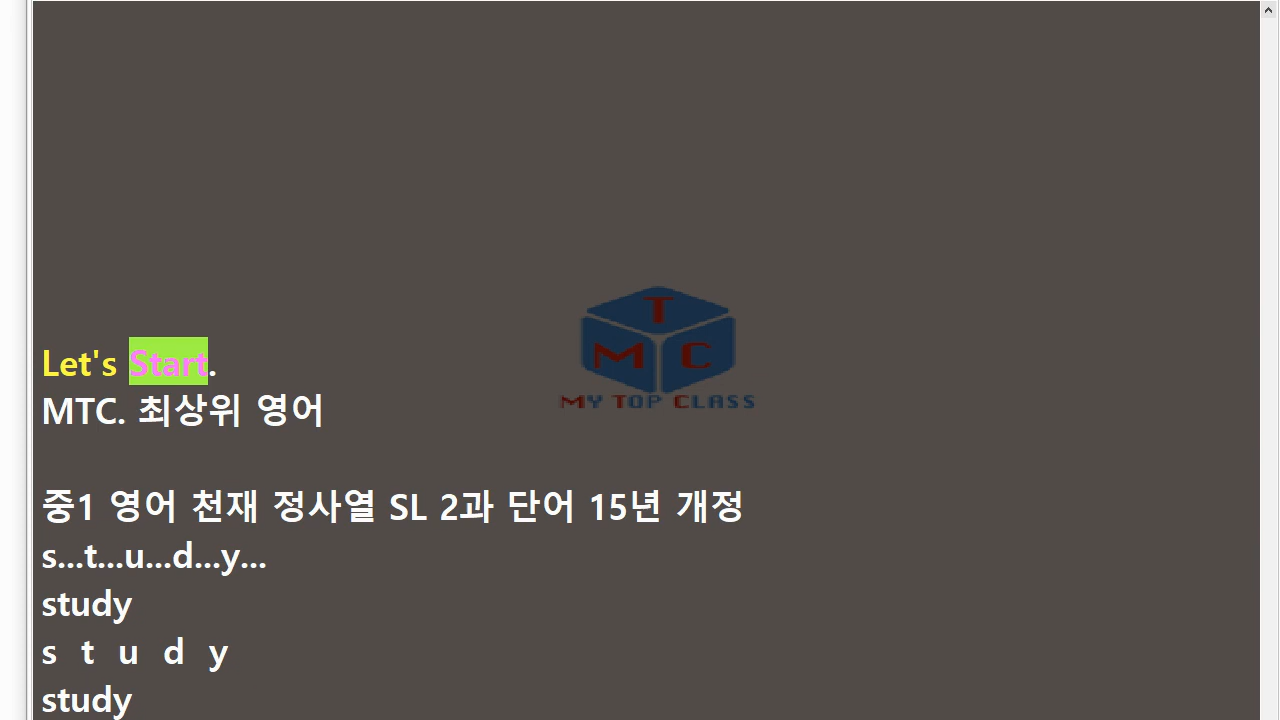 T
M C
MY TOP CLASS
Let's Start.
MTC. 최상위 영어
중1 영어 천재 정사열 SL 2과 단어 15년 개정
s...t...u...d...y...
study
s t u d y
study